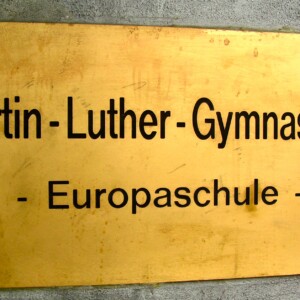 rtin - Luther - Gymnas
- Europaschule -